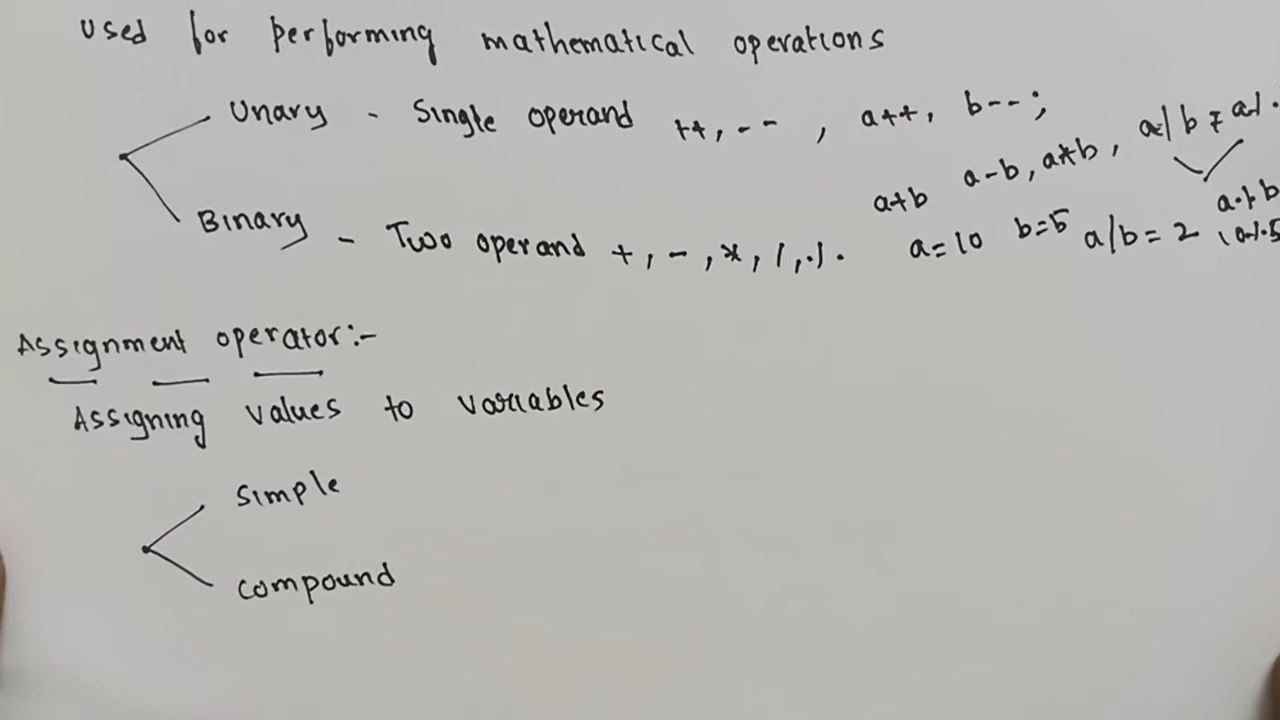 used for performing mathematical operations
Unary - Single operand ++, -- , a++, b--;
a+b a-b, a*b, a/b ≠ a%
Binary - Two operand +, -, *, /, %. a=10 b=5 a/b = 2
a%b
Assignment operator:-
Assigning values to variables
Simple
Compound